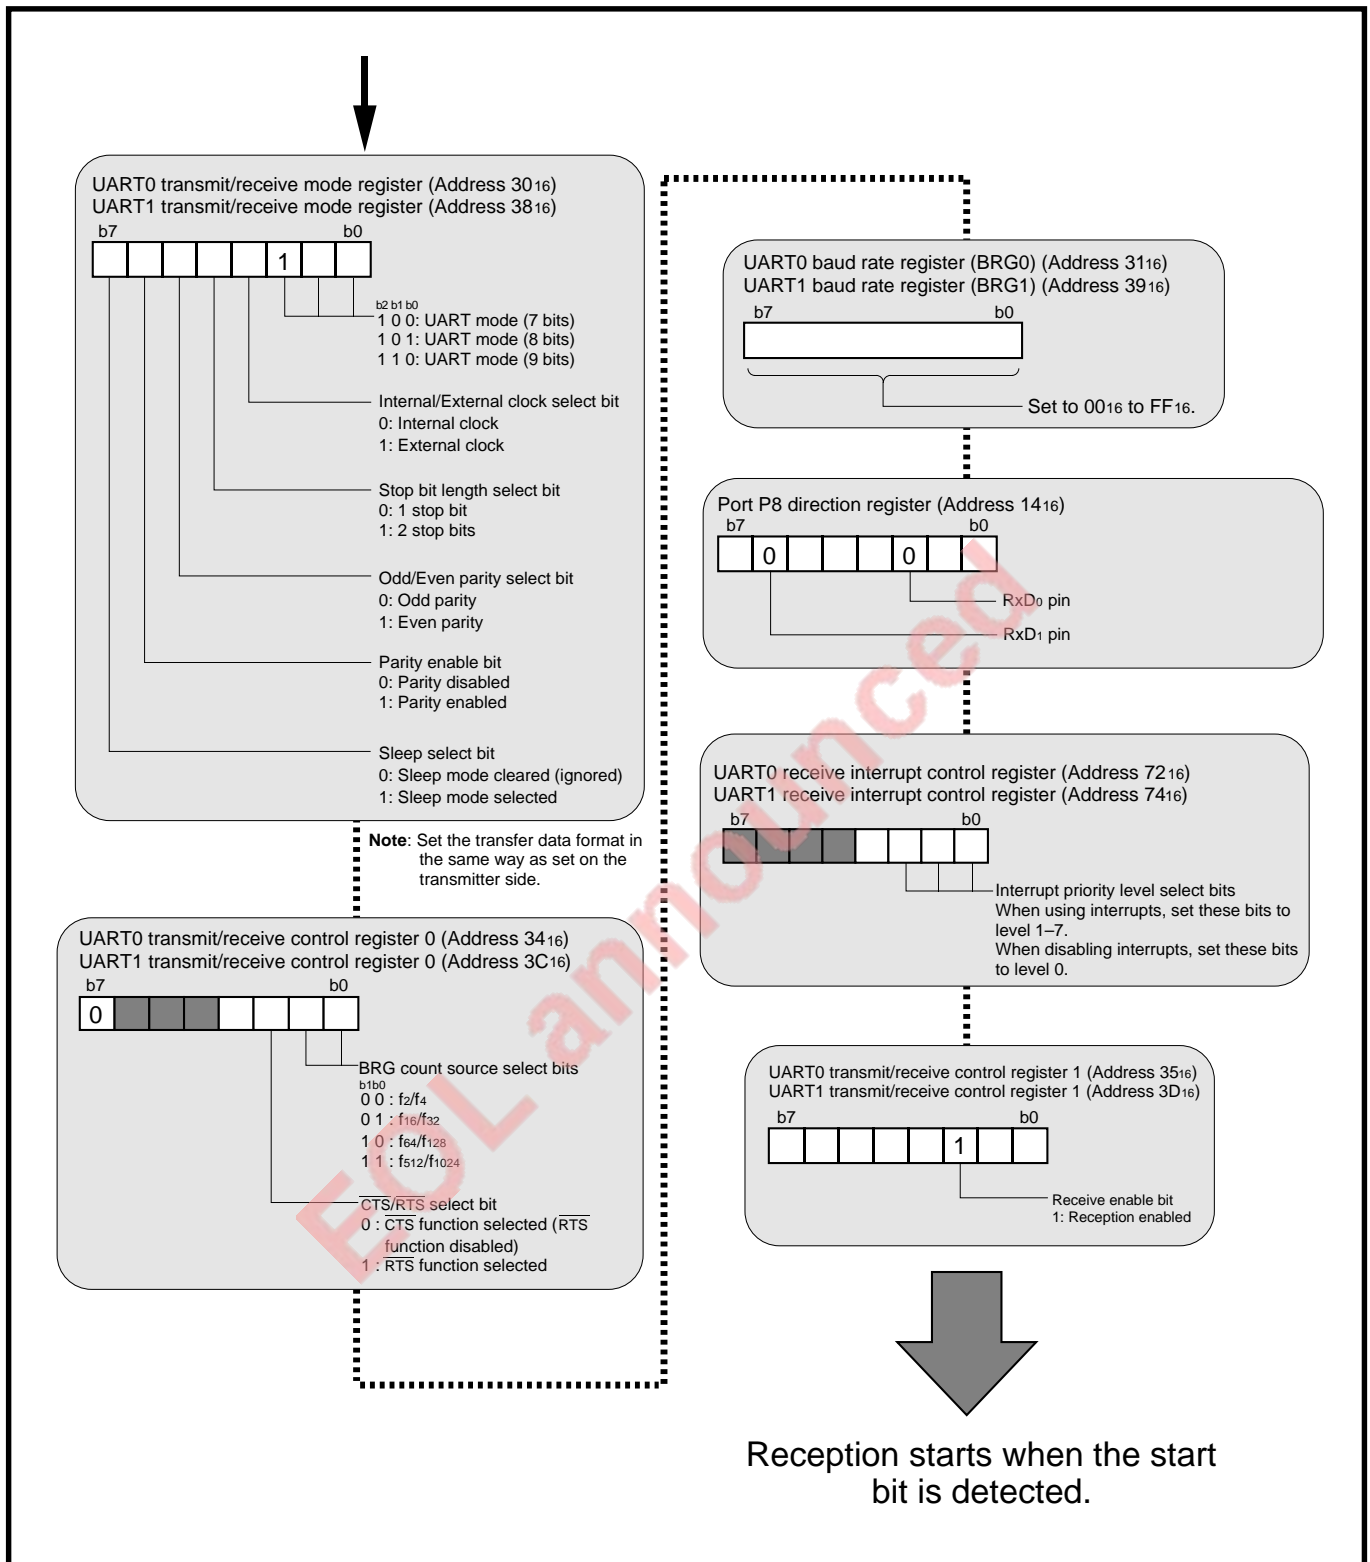 UART0 transmit/receive mode register (Address 3016)
UART1 transmit/receive mode register (Address 3816)
b7 b0
1
b2 b1 b0
1 0 0: UART mode (7 bits)
1 0 1: UART mode (8 bits)
1 1 0: UART mode (9 bits)
Internal/External clock select bit
0: Internal clock
1: External clock
Stop bit length select bit
0: 1 stop bit
1: 2 stop bits
Odd/Even parity select bit
0: Odd parity
1: Even parity
Parity enable bit
0: Parity disabled
1: Parity enabled
Sleep select bit
0: Sleep mode cleared (ignored)
1: Sleep mode selected
Note: Set the transfer data format in
the same way as set on the
transmitter side.
UART0 transmit/receive control register 0 (Address 3416)
UART1 transmit/receive control register 0 (Address 3C16)
b7 b0
0
BRG count source select bits
b1b0
0 0 : f2/f4
0 1 : f16/f32
1 0 : f64/f128
1 1 : f512/f1024
CTS/RTS select bit
0 : CTS function selected (RTS
function disabled)
1 : RTS function selected
UART0 baud rate register (BRG0) (Address 3116)
UART1 baud rate register (BRG1) (Address 3916)
b7 b0
Set to 0016 to FF16.
Port P8 direction register (Address 1416)
b7 b0
0 0
RxD0 pin
RxD1 pin
UART0 receive interrupt control register (Address 7216)
UART1 receive interrupt control register (Address 7416)
b7 b0
Interrupt priority level select bits
When using interrupts, set these bits to
level 1–7.
When disabling interrupts, set these bits
to level 0.
UART0 transmit/receive control register 1 (Address 3516)
UART1 transmit/receive control register 1 (Address 3D16)
b7 b0
1
Receive enable bit
1: Reception enabled
Reception starts when the start
bit is detected.
EOL announced